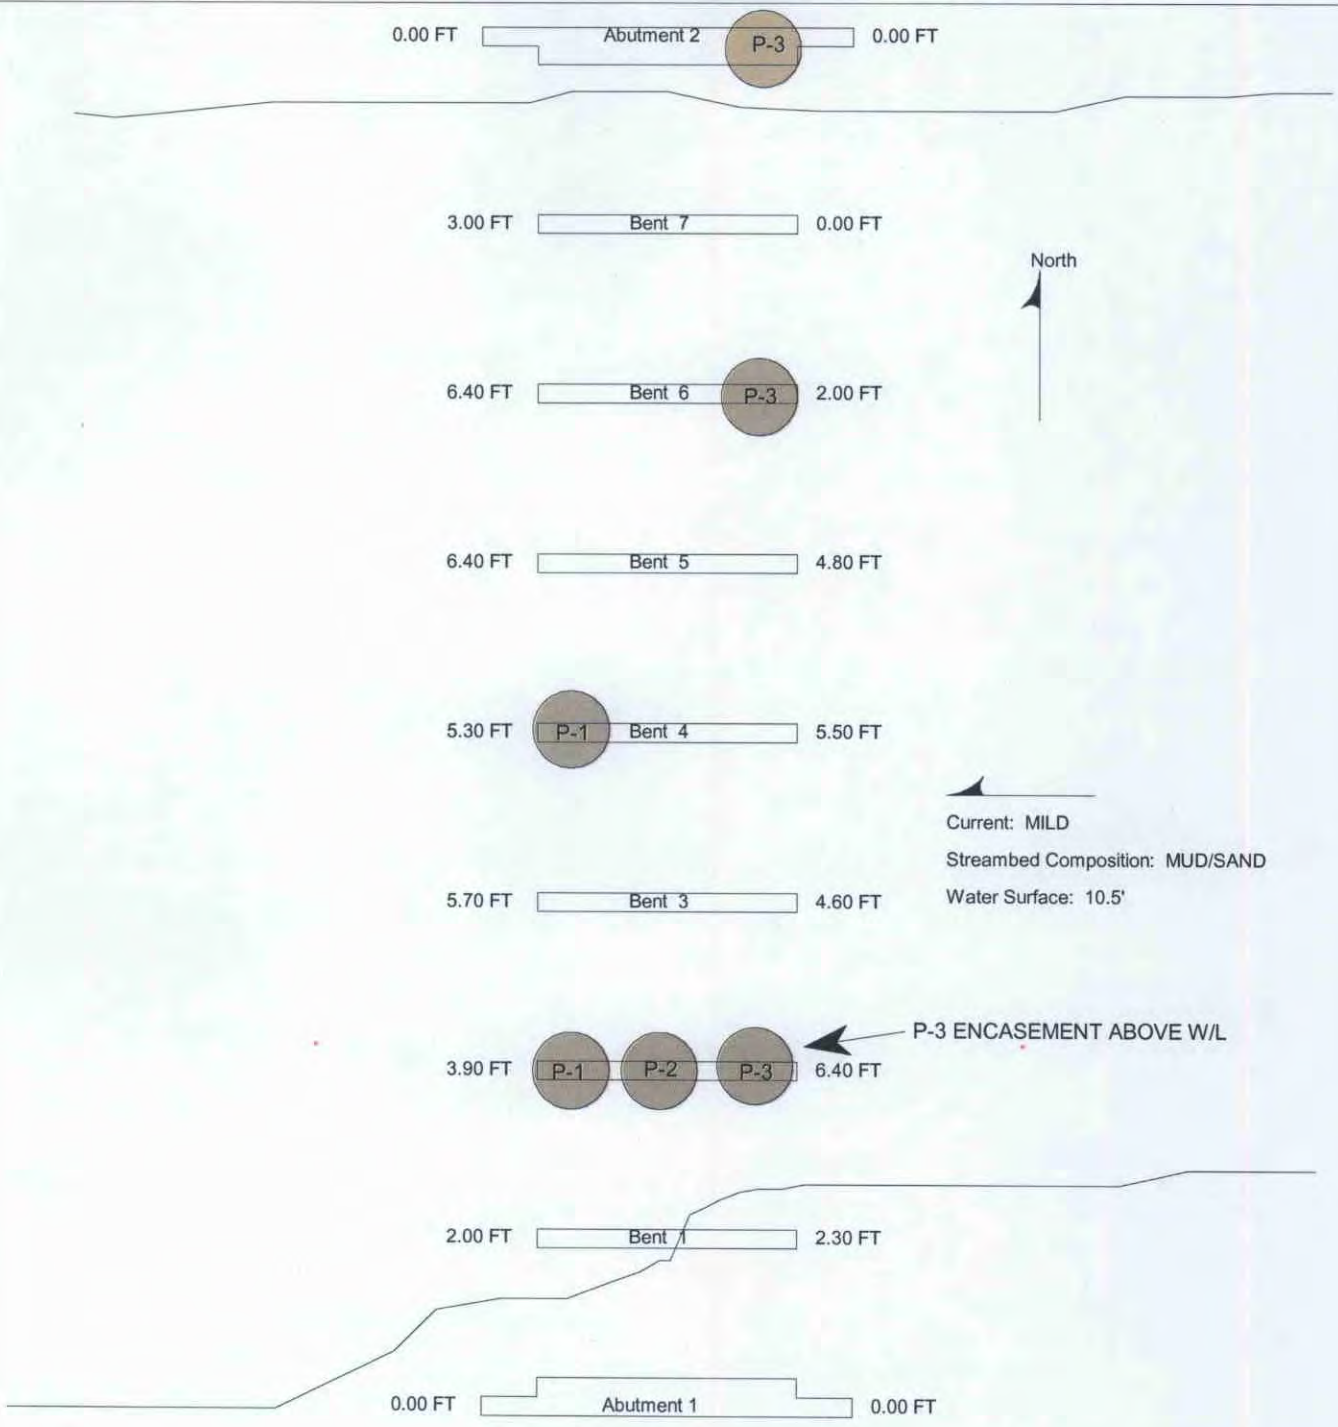 0.00 FT Abutment 2 P-3 0.00 FT
3.00 FT Bent 7 0.00 FT
North
6.40 FT Bent 6 P-3 2.00 FT
6.40 FT Bent 5 4.80 FT
5.30 FT P-1 Bent 4 5.50 FT
Current: MILD
Streambed Composition: MUD/SAND
Water Surface: 10.5'
5.70 FT Bent 3 4.60 FT
P-3 ENCASEMENT ABOVE W/L
3.90 FT P-1 P-2 P-3 6.40 FT
2.00 FT Bent 1 2.30 FT
0.00 FT Abutment 1 0.00 FT